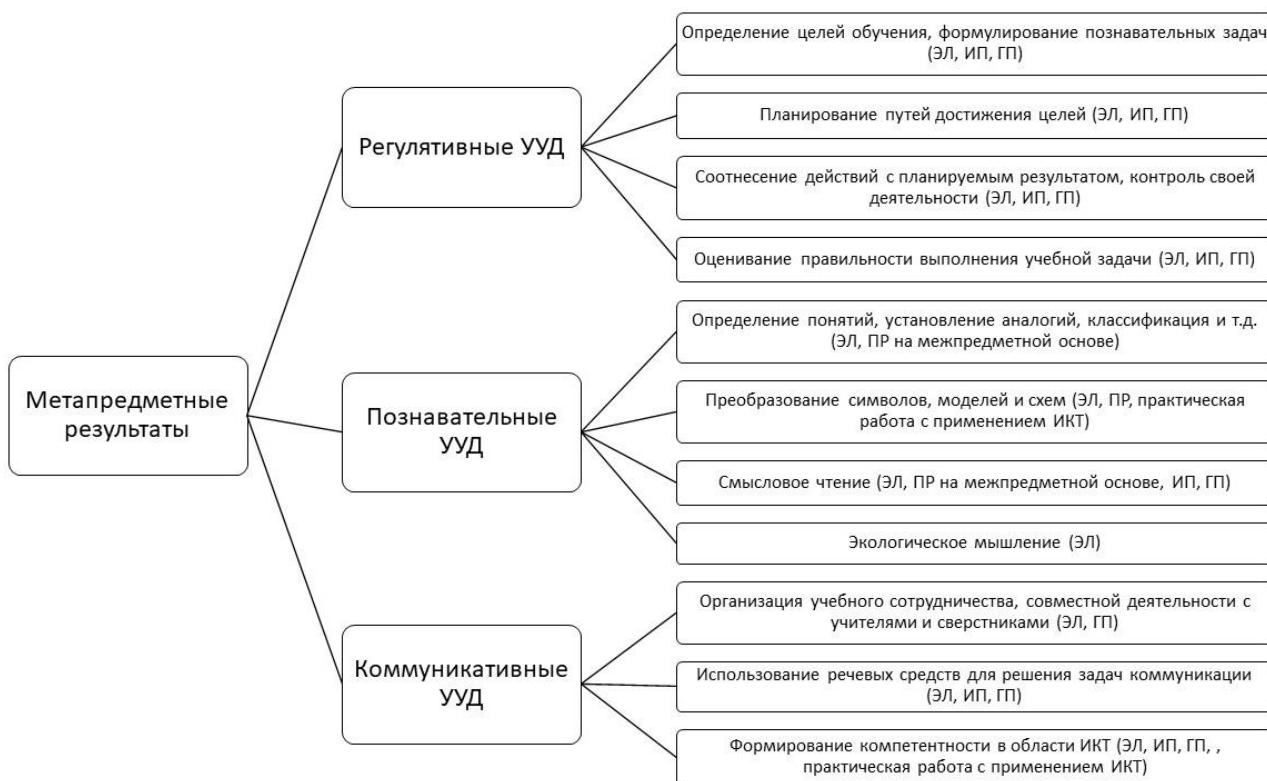 Метапредметные
результаты
Регулятивные УУД
Определение целей обучения, формулирование познавательных задач
(ЭЛ, ИП, ГП)
Планирование путей достижения целей (ЭЛ, ИП, ГП)
Соотнесение действий с планируемым результатом, контроль своей
деятельности (ЭЛ, ИП, ГП)
Оценивание правильности выполнения учебной задачи (ЭЛ, ИП, ГП)
Познавательные
УУД
Определение понятий, установление аналогий, классификация и т.д.
(ЭЛ, ПР на межпредметной основе)
Преобразование символов, моделей и схем (ЭЛ, ПР, практическая
работа с применением ИКТ)
Смысловое чтение (ЭЛ, ПР на межпредметной основе, ИП, ГП)
Экологическое мышление (ЭЛ)
Коммуникативные
УУД
Организация учебного сотрудничества, совместной деятельности с
учителями и сверстниками (ЭЛ, ГП)
Использование речевых средств для решения задач коммуникации
(ЭЛ, ИП, ГП)
Формирование компетентности в области ИКТ (ЭЛ, ИП, ГП, ,
практическая работа с применением ИКТ)